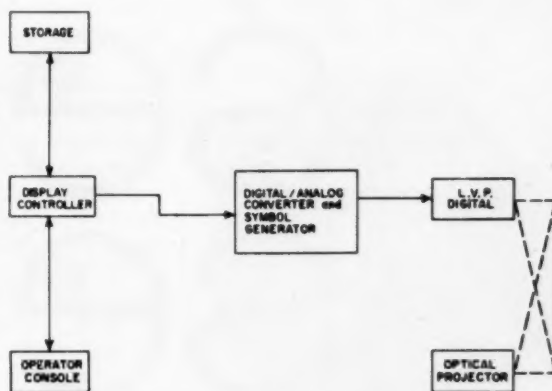 STORAGE
DISPLAY
CONTROLLER
DIGITAL / ANALOG
CONVERTER and
SYMBOL
GENERATOR
L.V.P.
DIGITAL
OPERATOR
CONSOLE
OPTICAL
PROJECTOR